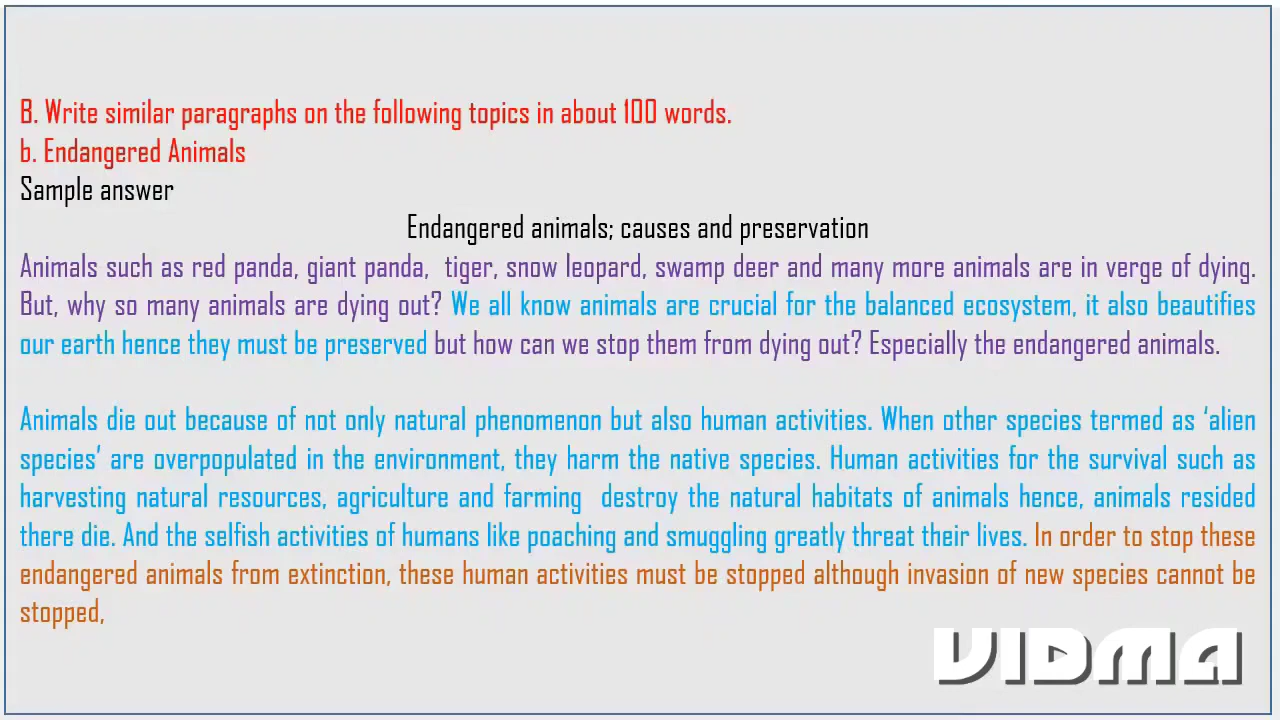 B. Write similar paragraphs on the following topics in about 100 words.
b. Endangered Animals
Sample answer
Endangered animals; causes and preservation
Animals such as red panda, giant panda, tiger, snow leopard, swamp deer and many more animals are in verge of dying.
But, why so many animals are dying out? We all know animals are crucial for the balanced ecosystem, it also beautifies
our earth hence they must be preserved but how can we stop them from dying out? Especially the endangered animals.
Animals die out because of not only natural phenomenon but also human activities. When other species termed as ‘alien
species’ are overpopulated in the environment, they harm the native species. Human activities for the survival such as
harvesting natural resources, agriculture and farming destroy the natural habitats of animals hence, animals resided
there die. And the selfish activities of humans like poaching and smuggling greatly threat their lives. In order to stop these
endangered animals from extinction, these human activities must be stopped although invasion of new species cannot be
stopped,
VIDMA